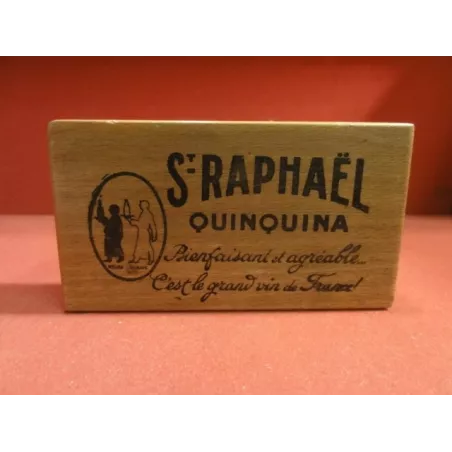 ST-RAPHAËL
QUINQUINA
Bienfaisant et agréable...
C'est le grand vin de France!